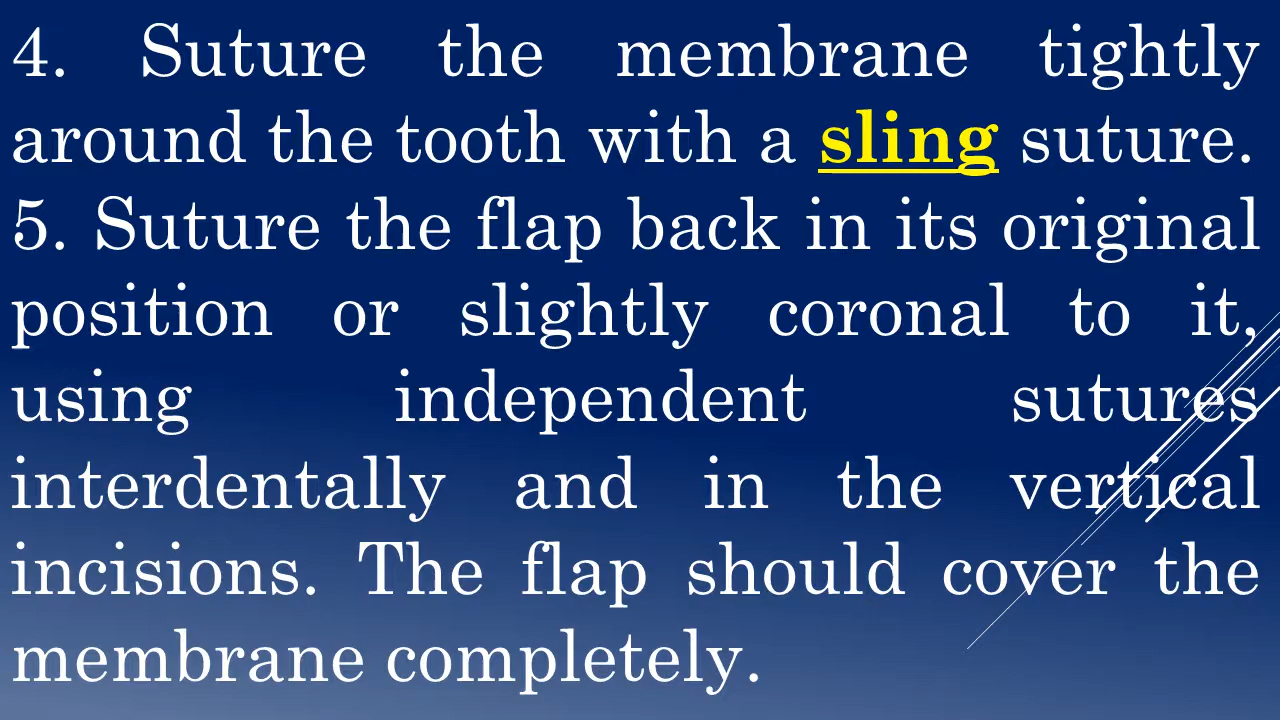 4. Suture the membrane tightly
around the tooth with a sling suture.
5. Suture the flap back in its original
position or slightly coronal to it,
using independent sutures
interdentally and in the vertical
incisions. The flap should cover the
membrane completely.